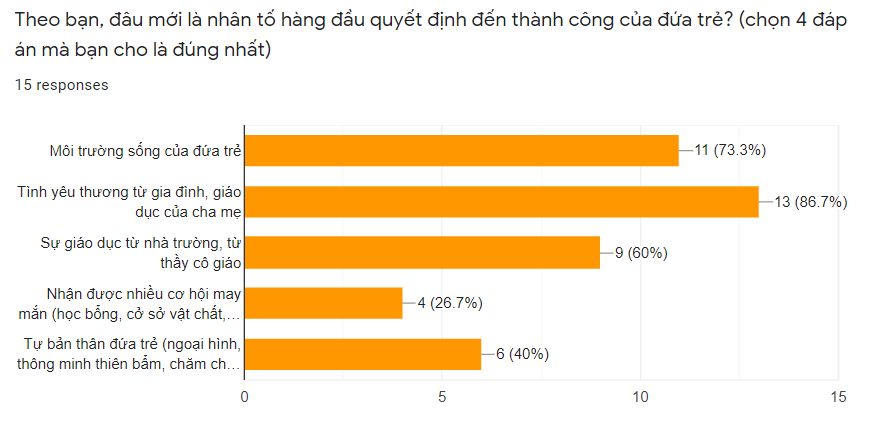 Theo bạn, đâu mới là nhân tố hàng đầu quyết định đến thành công của đứa trẻ? (chọn 4 đáp
án mà bạn cho là đúng nhất)
15 responses
Môi trường sống của đứa trẻ
11 (73.3%)
Tình yêu thương từ gia đình, giáo
dục của cha mẹ
13 (86.7%)
Sự giáo dục từ nhà trường, từ
thầy cô giáo
9 (60%)
Nhận được nhiều cơ hội may
mắn (học bổng, cở sở vật chất,…
4 (26.7%)
Tự bản thân đứa trẻ (ngoại hình,
thông minh thiên bẩm, chăm ch…
6 (40%)
0 5 10 15